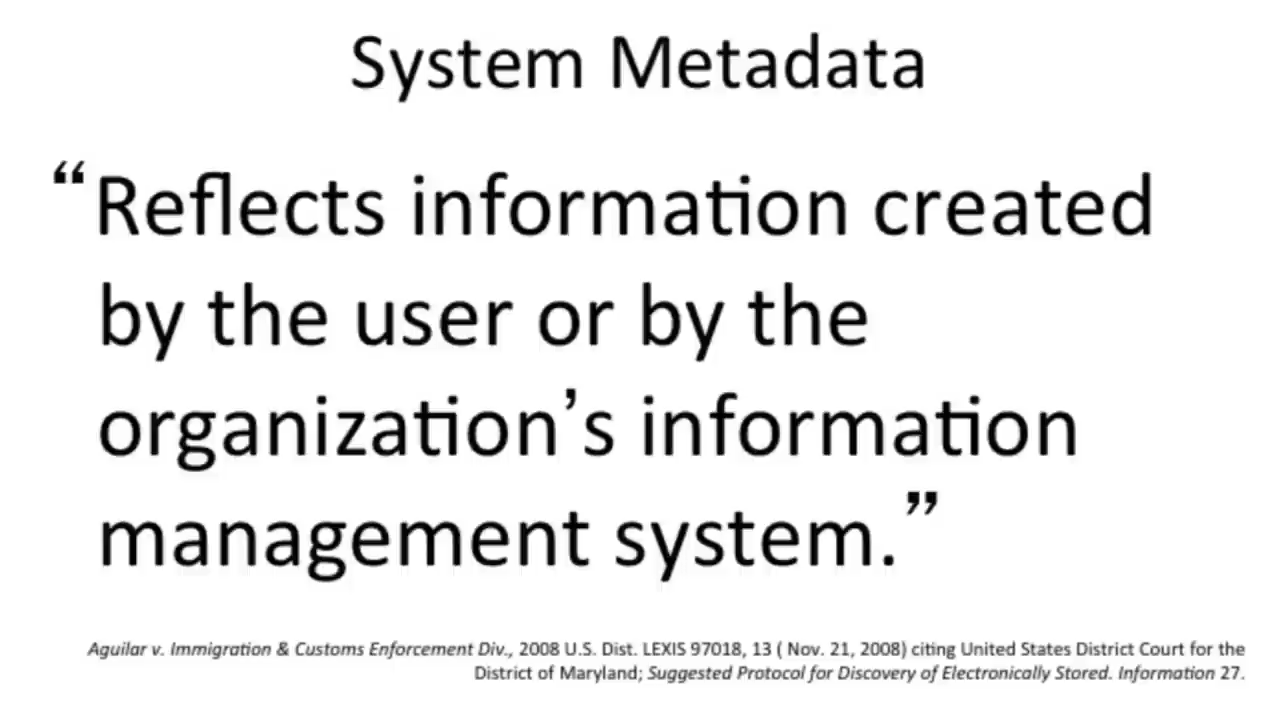 System Metadata
“Reflects information created
by the user or by the
organization’s information
management system.”
Aguilar v. Immigration & Customs Enforcement Div., 2008 U.S. Dist. LEXIS 97018, 13 ( Nov. 21, 2008) citing United States District Court for the
District of Maryland; Suggested Protocol for Discovery of Electronically Stored. Information 27.